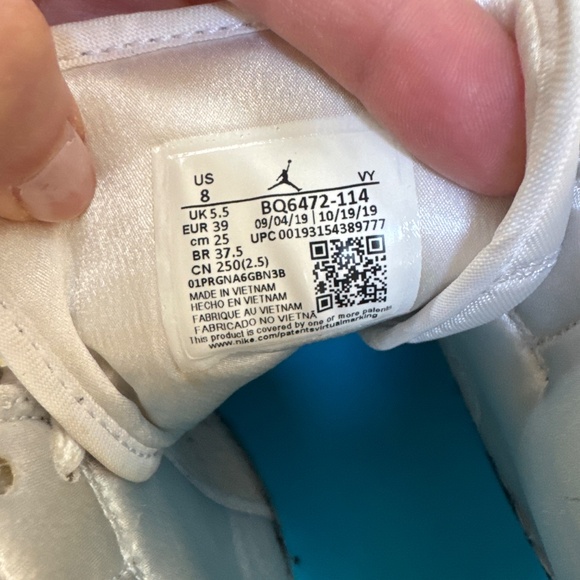 US
8
VY
UK 5.5
EUR 39
cm 25
BR 37.5
CN 250(2.5)
BQ6472-114
09/04/19 | 10/19/19
UPC 00193154389777
01PRGNA6GBN3B
MADE IN VIETNAM
HECHO EN VIETNAM
FABRIQUE AU VIETNAM
FABRICADO NO VIETNÃ
This product is covered by one of more patents
www.nike.com/patentsvirtualmarking